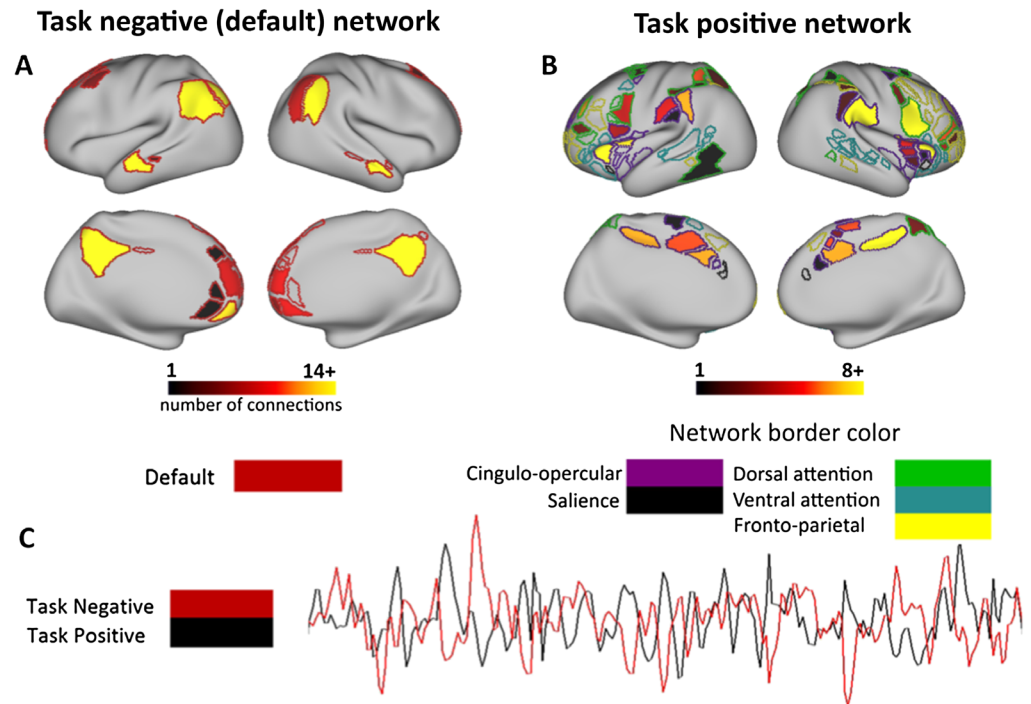 Task negative (default) network
Task positive network
A
B
1 14+
number of connections
1 8+
Network border color
Default
Cingulo-opercular
Salience
Dorsal attention
Ventral attention
Fronto-parietal
C
Task Negative
Task Positive